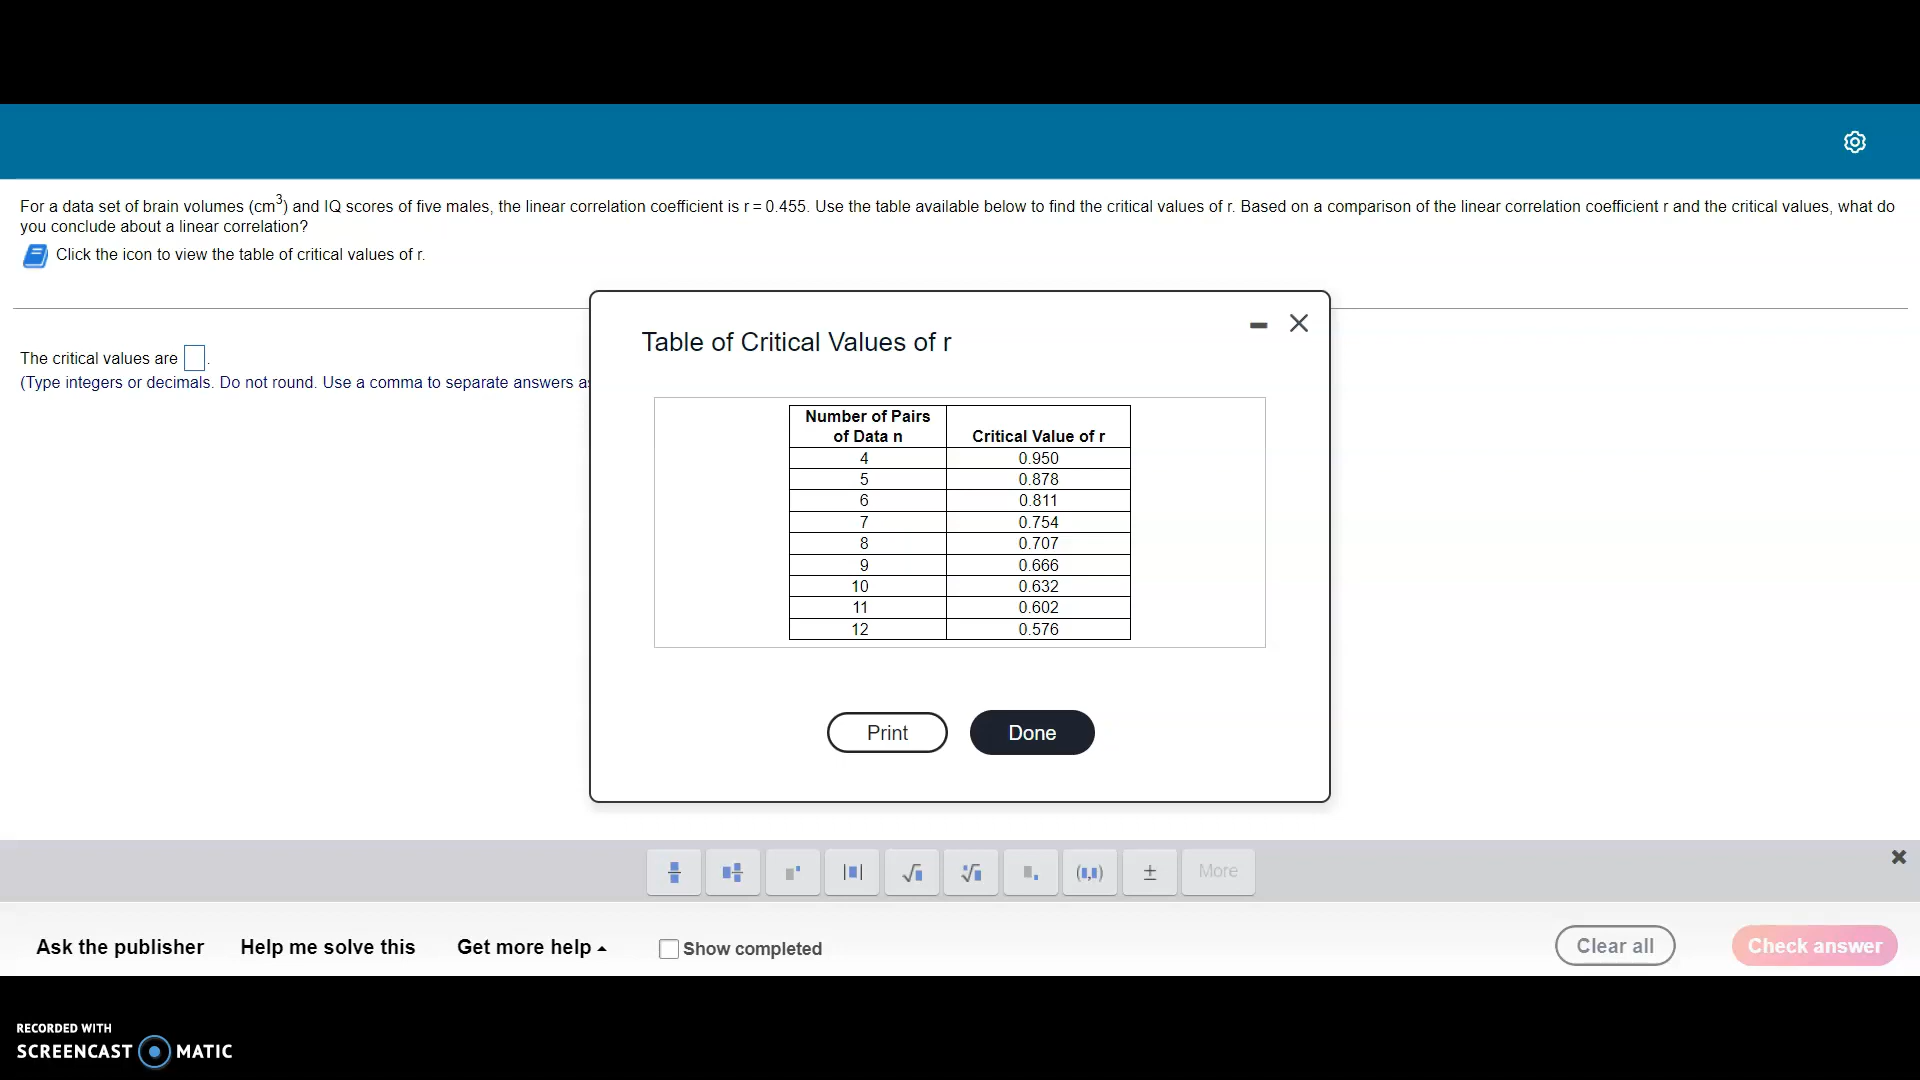 For a data set of brain volumes (cm3) and IQ scores of five males, the linear correlation coefficient is r = 0.455. Use the table available below to find the critical values of r. Based on a comparison of the linear correlation coefficient r and the critical values, what do
you conclude about a linear correlation?
Click the icon to view the table of critical values of r.
The critical values are .
(Type integers or decimals. Do not round. Use a comma to separate answers a
Table of Critical Values of r
Number of Pairs
of Data n Critical Value of r
4 0.950
5 0.878
6 0.811
7 0.754
8 0.707
9 0.666
10 0.632
11 0.602
12 0.576
Print Done
± More
Ask the publisher Help me solve this Get more help Show completed Clear all Check answer
RECORDED WITH
SCREENCAST MATIC